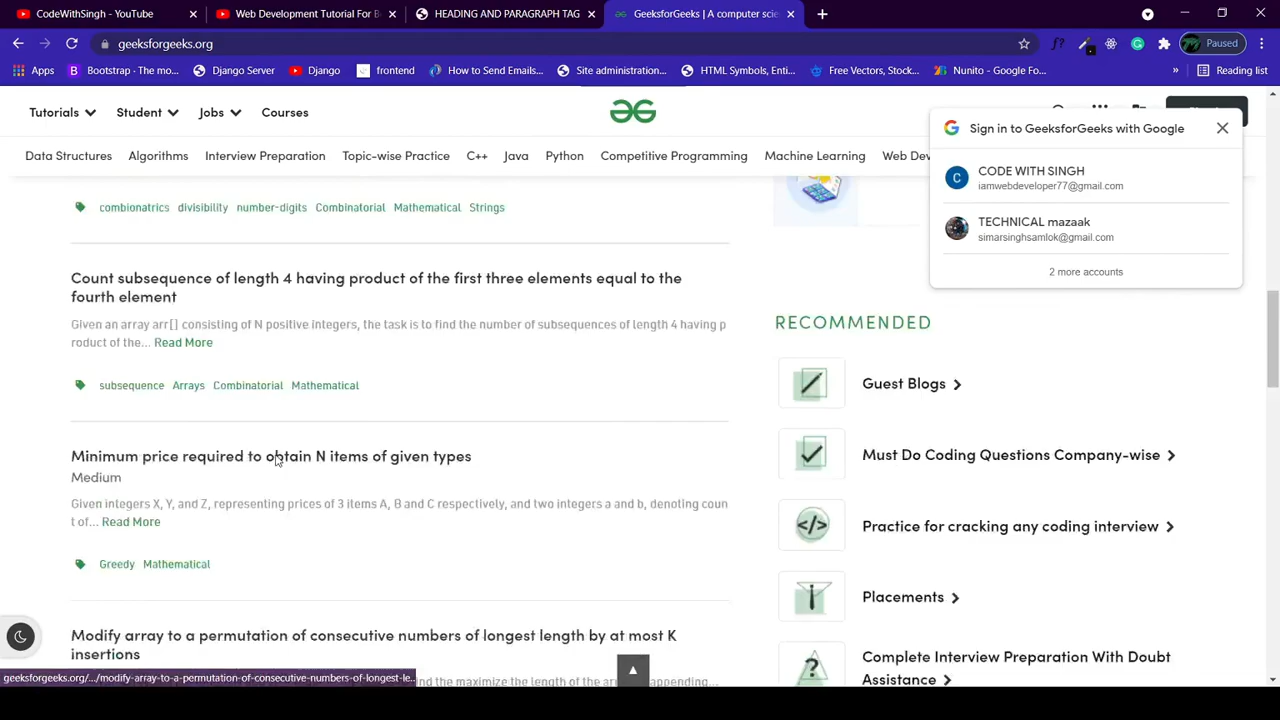 CodeWithSingh - YouTube
Web Development Tutorial For B
HEADING AND PARAGRAPH TAG
GeeksforGeeks | A computer scie
geeksforgeeks.org
Paused
Apps
Bootstrap · The mo...
Django Server
Django
frontend
How to Send Emails...
Site administration...
HTML Symbols, Enti...
Free Vectors, Stock...
Nunito - Google Fo...
»
Reading list
Tutorials
Student
Jobs
Courses
Data Structures
Algorithms
Interview Preparation
Topic-wise Practice
C++
Java
Python
Competitive Programming
Machine Learning
Web Dev
Sign in to GeeksforGeeks with Google
C
CODE WITH SINGH
iamwebdeveloper77@gmail.com
TECHNICAL mazaak
simarsinghsamlok@gmail.com
2 more accounts
combionatrics divisibility number-digits Combinatorial Mathematical Strings
Count subsequence of length 4 having product of the first three elements equal to the
fourth element
Given an array arr[] consisting of N positive integers, the task is to find the number of subsequences of length 4 having p
roduct of the... Read More
subsequence Arrays Combinatorial Mathematical
Minimum price required to obtain N items of given types
Medium
Given integers X, Y, and Z, representing prices of 3 items A, B and C respectively, and two integers a and b, denoting coun
t of... Read More
Greedy Mathematical
Modify array to a permutation of consecutive numbers of longest length by at most K
insertions
nd the maximize the length of the arr appending...
RECOMMENDED
Guest Blogs
Must Do Coding Questions Company-wise
Practice for cracking any coding interview
Placements
Complete Interview Preparation With Doubt
Assistance
geeksforgeeks.org/.../modify-array-to-a-permutation-of-consecutive-numbers-of-longest-le...